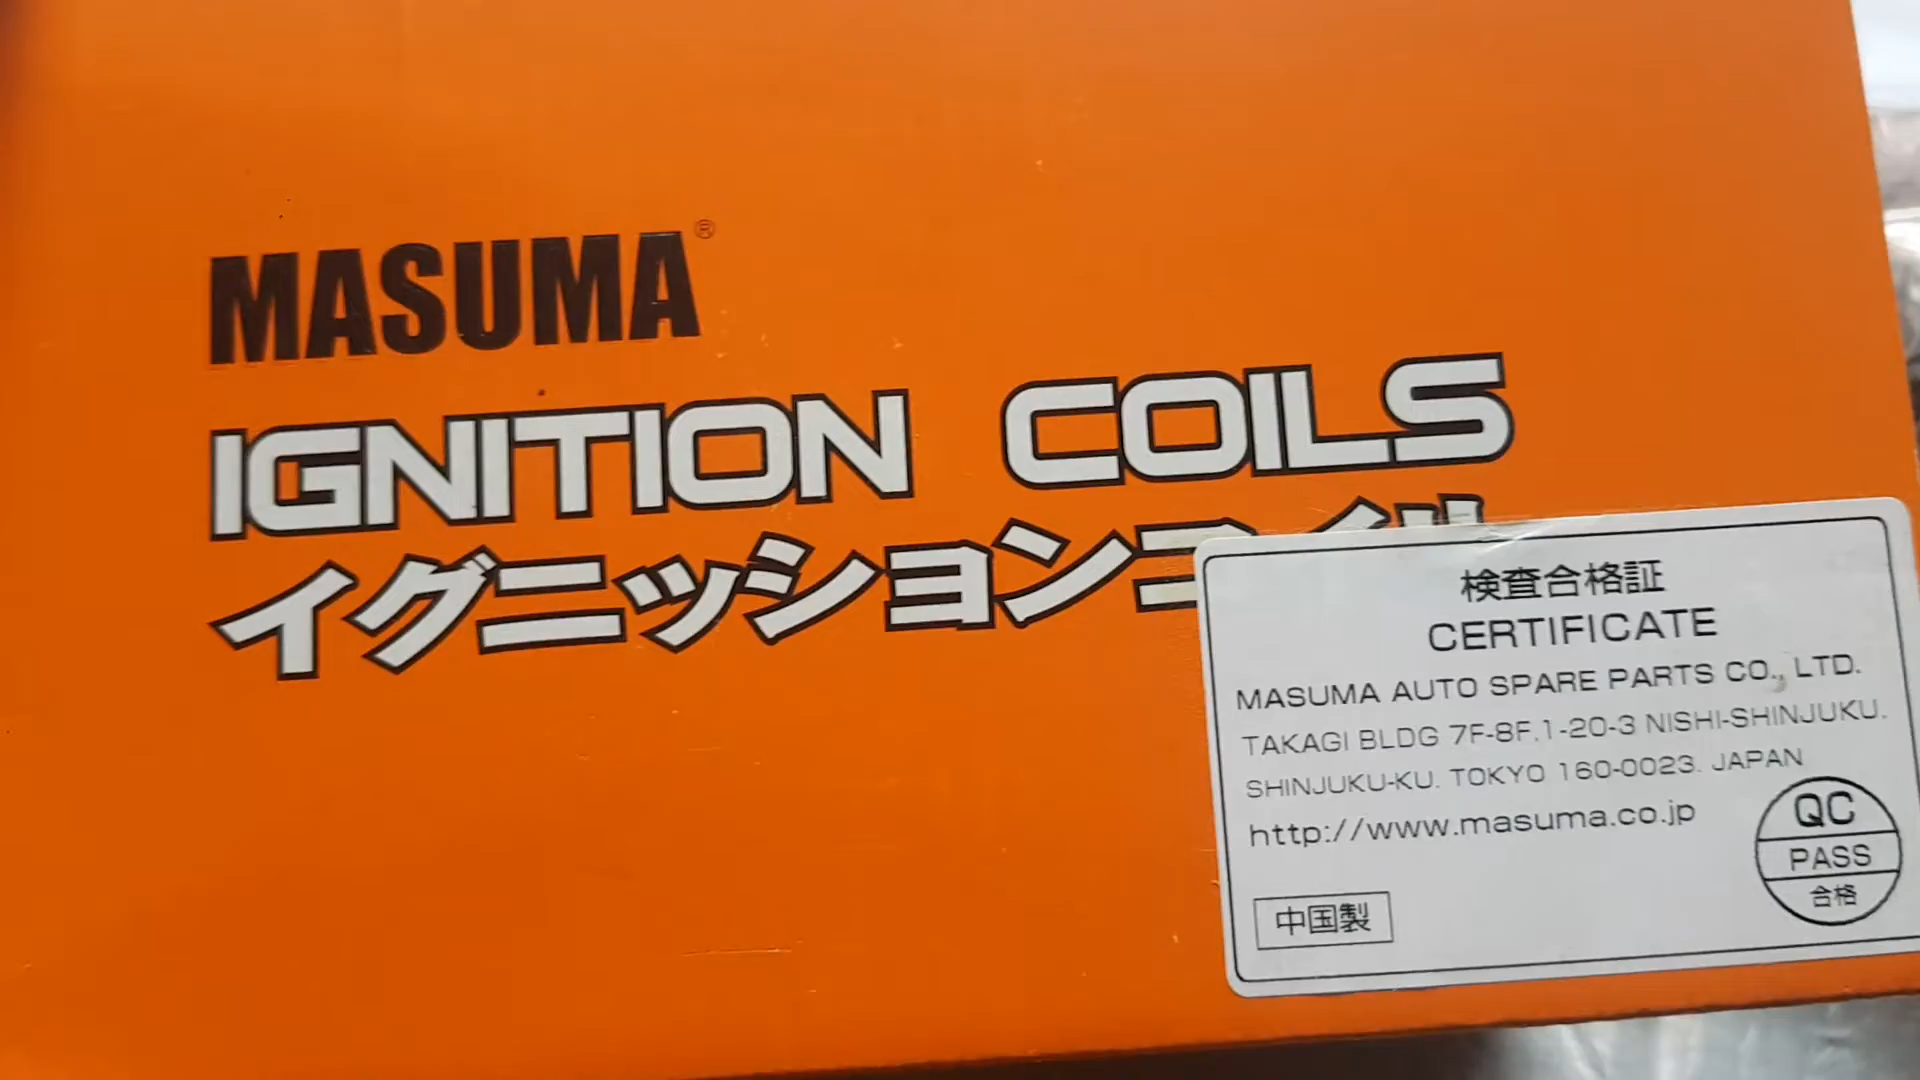 MASUMA®
IGNITION COILS
イグニッションコイル
検査合格証
CERTIFICATE
MASUMA AUTO SPARE PARTS CO., LTD.
TAKAGI BLDG 7F-8F.1-20-3 NISHI-SHINJUKU.
SHINJUKU-KU. TOKYO 160-0023. JAPAN
http://www.masuma.co.jp
QC
PASS
合格
中国製